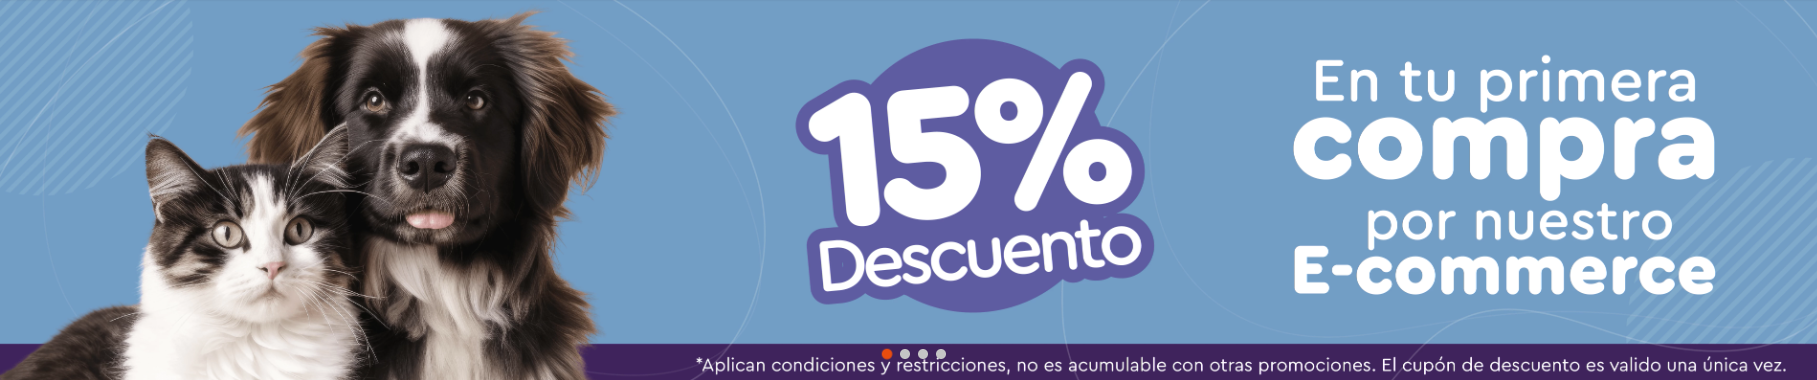 15%
Descuento
En tu primera
compra
por nuestro
E-commerce
*Aplican condiciones y restricciones, no es acumulable con otras promociones. El cupón de descuento es valido una única vez.